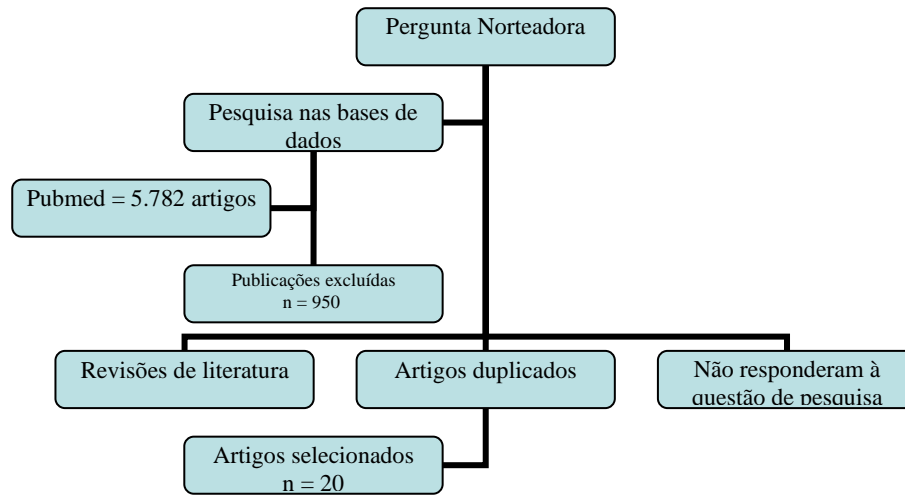 Pergunta Norteadora
Pesquisa nas bases de
dados
Pubmed = 5.782 artigos
Publicações excluídas
n = 950
Revisões de literatura
Artigos duplicados
Não responderam à
questão de pesquisa
Artigos selecionados
n = 20